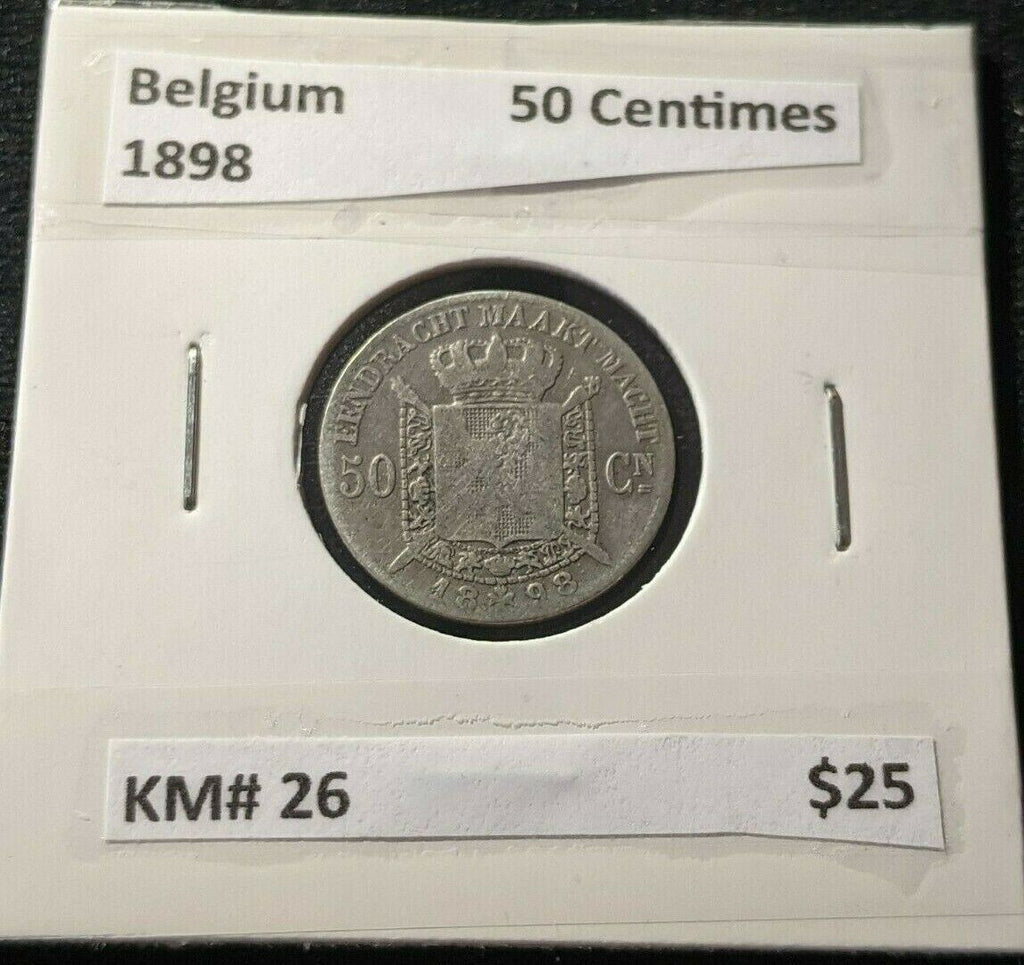 Belgium 50 Centimes
1898
EENDRACHT MAAKT MACHT
50 CN
1898
KM# 26 $25